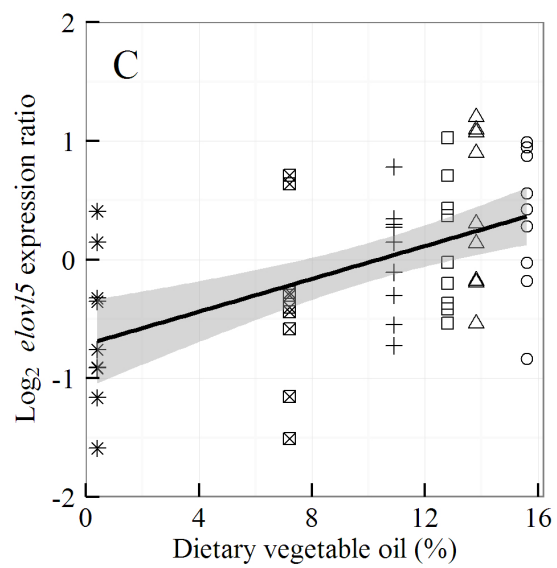 C
2
1
0
-1
-2
Log2 elovl5 expression ratio
0 4 8 12 16
Dietary vegetable oil (%)